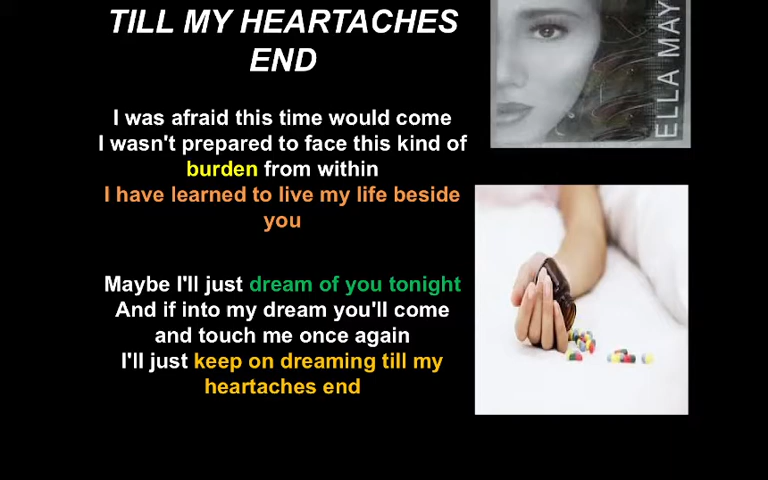 TILL MY HEARTACHES
END
I was afraid this time would come
I wasn't prepared to face this kind of
burden from within
I have learned to live my life beside
you
Maybe I'll just dream of you tonight
And if into my dream you'll come
and touch me once again
I'll just keep on dreaming till my
heartaches end
ELLA MAY